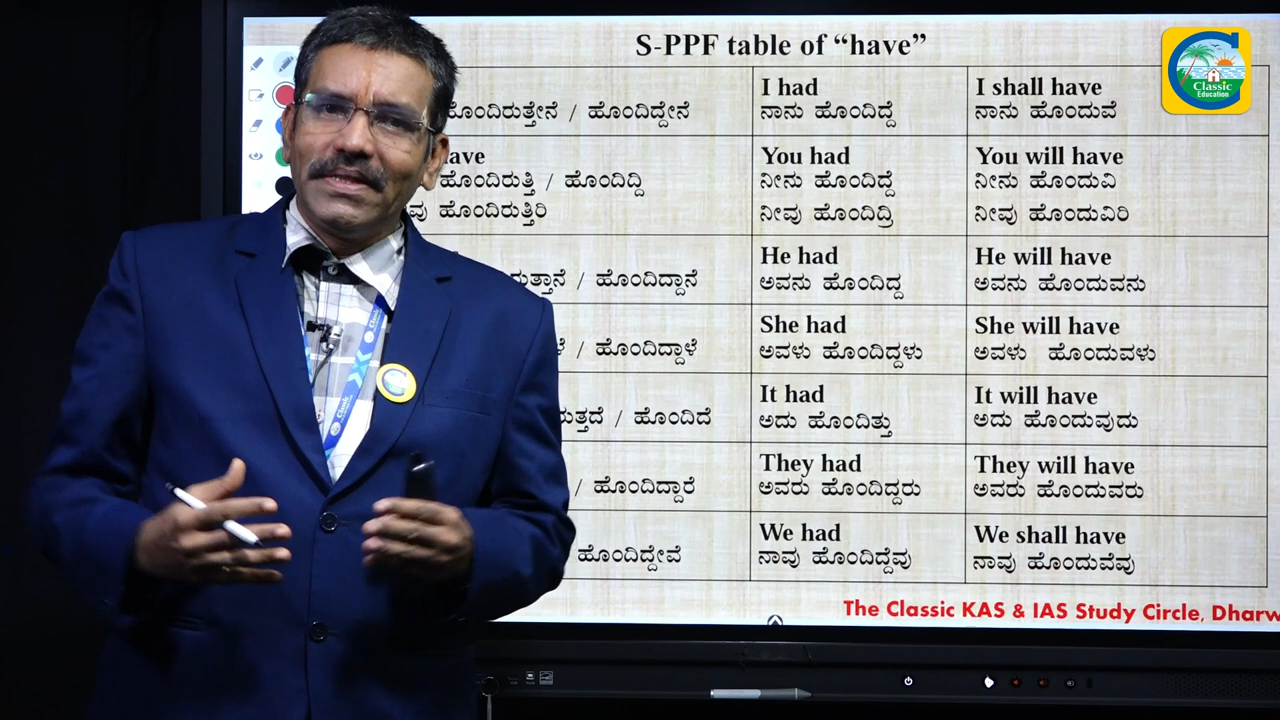 S-PPF table of “have”
Classic
Education
ಹೊಂದಿರುತ್ತೇನೆ / ಹೊಂದಿದ್ದೇನೆ
I had
ನಾನು ಹೊಂದಿದ್ದೆ
I shall have
ನಾನು ಹೊಂದುವೆ
ಹೊಂದಿರುತ್ತಿ / ಹೊಂದಿದ್ದಿ
ಹೊಂದಿರುತ್ತಿರಿ
You had
ನೀನು ಹೊಂದಿದ್ದೆ
ನೀವು ಹೊಂದಿದ್ರಿ
You will have
ನೀನು ಹೊಂದುವಿ
ನೀವು ಹೊಂದುವಿರಿ
/ ಹೊಂದಿದ್ದಾನೆ
He had
ಅವನು ಹೊಂದಿದ್ದ
He will have
ಅವನು ಹೊಂದುವನು
/ ಹೊಂದಿದ್ದಾಳೆ
She had
ಅವಳು ಹೊಂದಿದ್ದಳು
She will have
ಅವಳು ಹೊಂದುವಳು
/ ಹೊಂದಿದೆ
It had
ಅದು ಹೊಂದಿತ್ತು
It will have
ಅದು ಹೊಂದುವುದು
/ ಹೊಂದಿದ್ದಾರೆ
They had
ಅವರು ಹೊಂದಿದ್ದರು
They will have
ಅವರು ಹೊಂದುವರು
ಹೊಂದಿದ್ದೇವೆ
We had
ನಾವು ಹೊಂದಿದ್ದೆವು
We shall have
ನಾವು ಹೊಂದುವೆವು
The Classic KAS & IAS Study Circle, Dharw
Classic